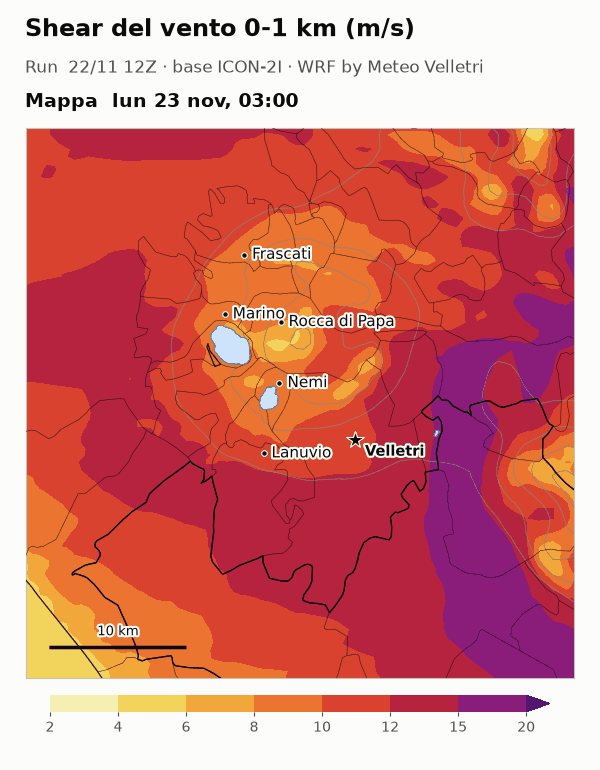 Shear del vento 0-1 km (m/s)
Run  22/11 12Z · base ICON-2I · WRF by Meteo Velletri
Mappa  lun 23 nov, 03:00
Frascati
Marino
Rocca di Papa
Nemi
Velletri
Lanuvio
10 km
2 4 6 8 10 12 15 20